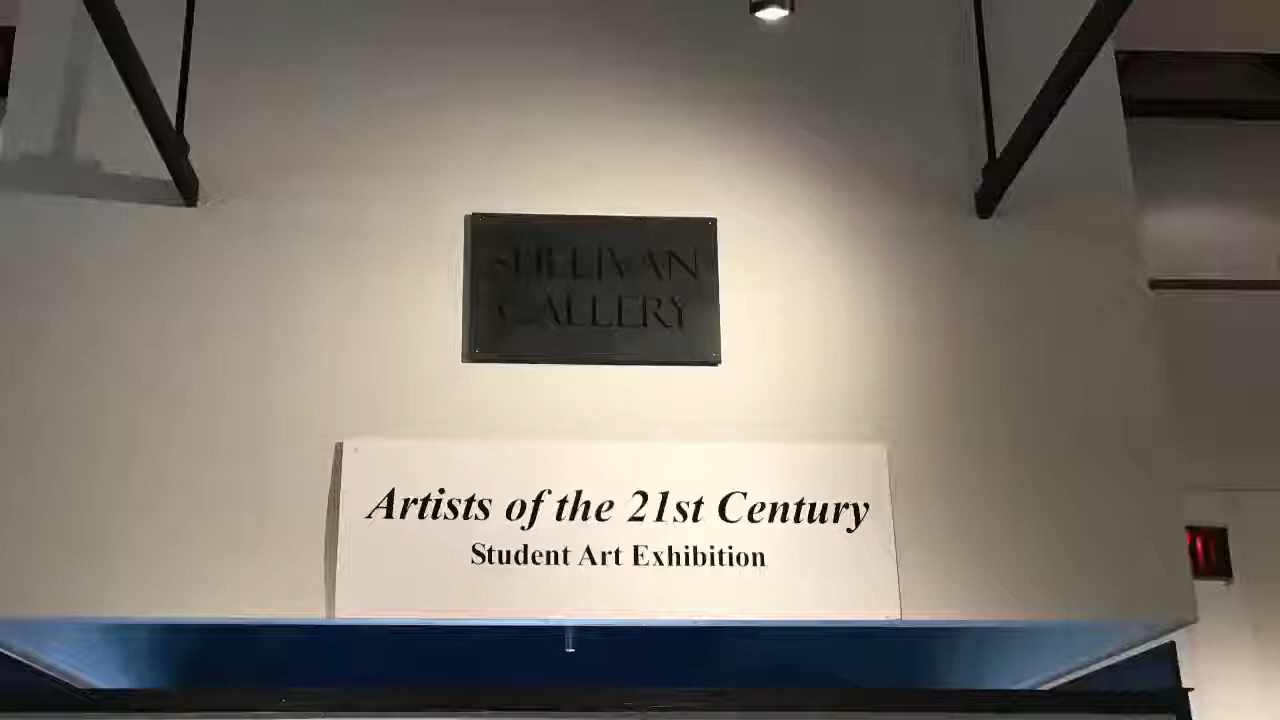 SULLIVAN
GALLERY
Artists of the 21st Century
Student Art Exhibition